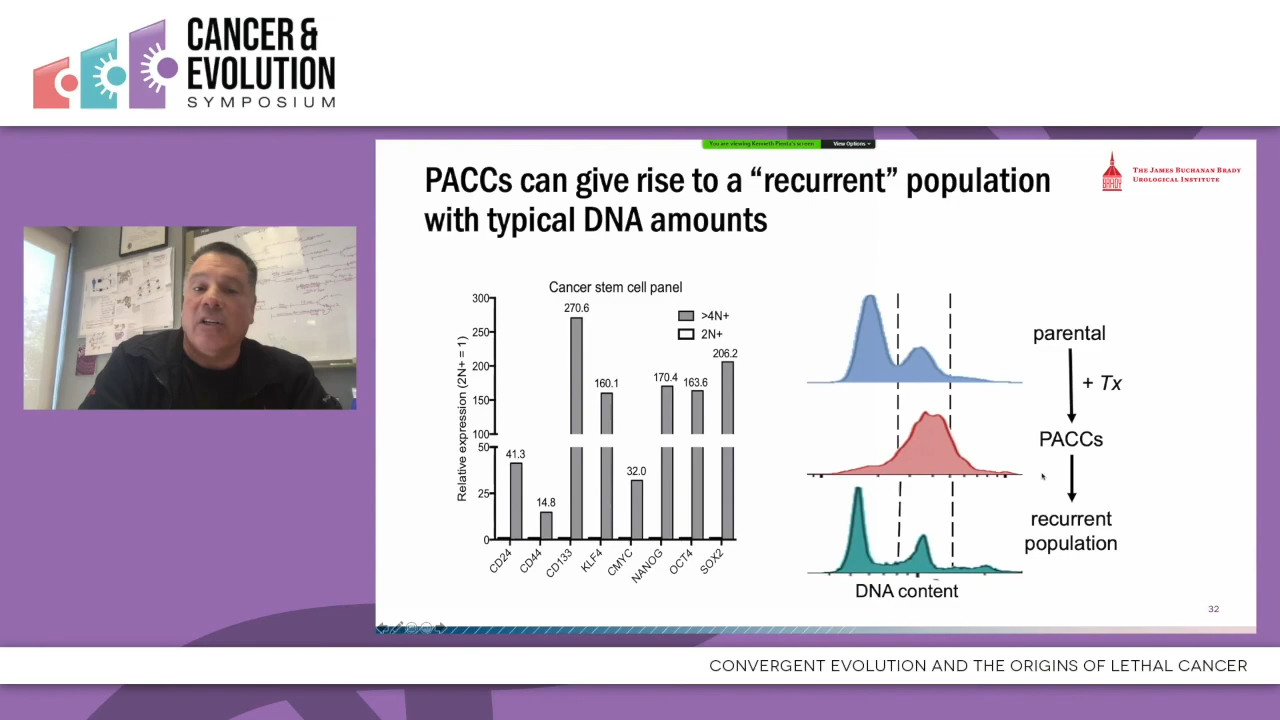 CANCER &
EVOLUTION
SYMPOSIUM
You are viewing Kenneth Pienta's screen
View Options
PACCs can give rise to a “recurrent” population
with typical DNA amounts
BRADY
THE JAMES BUCHANAN BRADY
UROLOGICAL INSTITUTE
Cancer stem cell panel
Relative expression (2N+ = 1)
300
250
200
150
100
50
25
0
>4N+
2N+
41.3
14.8
270.6
160.1
32.0
170.4
163.6
206.2
CD24
CD44
CD133
KLF4
CMYC
NANOG
OCT4
SOX2
parental
+ Tx
PACCs
recurrent
population
DNA content
32
CONVERGENT EVOLUTION AND THE ORIGINS OF LETHAL CANCER